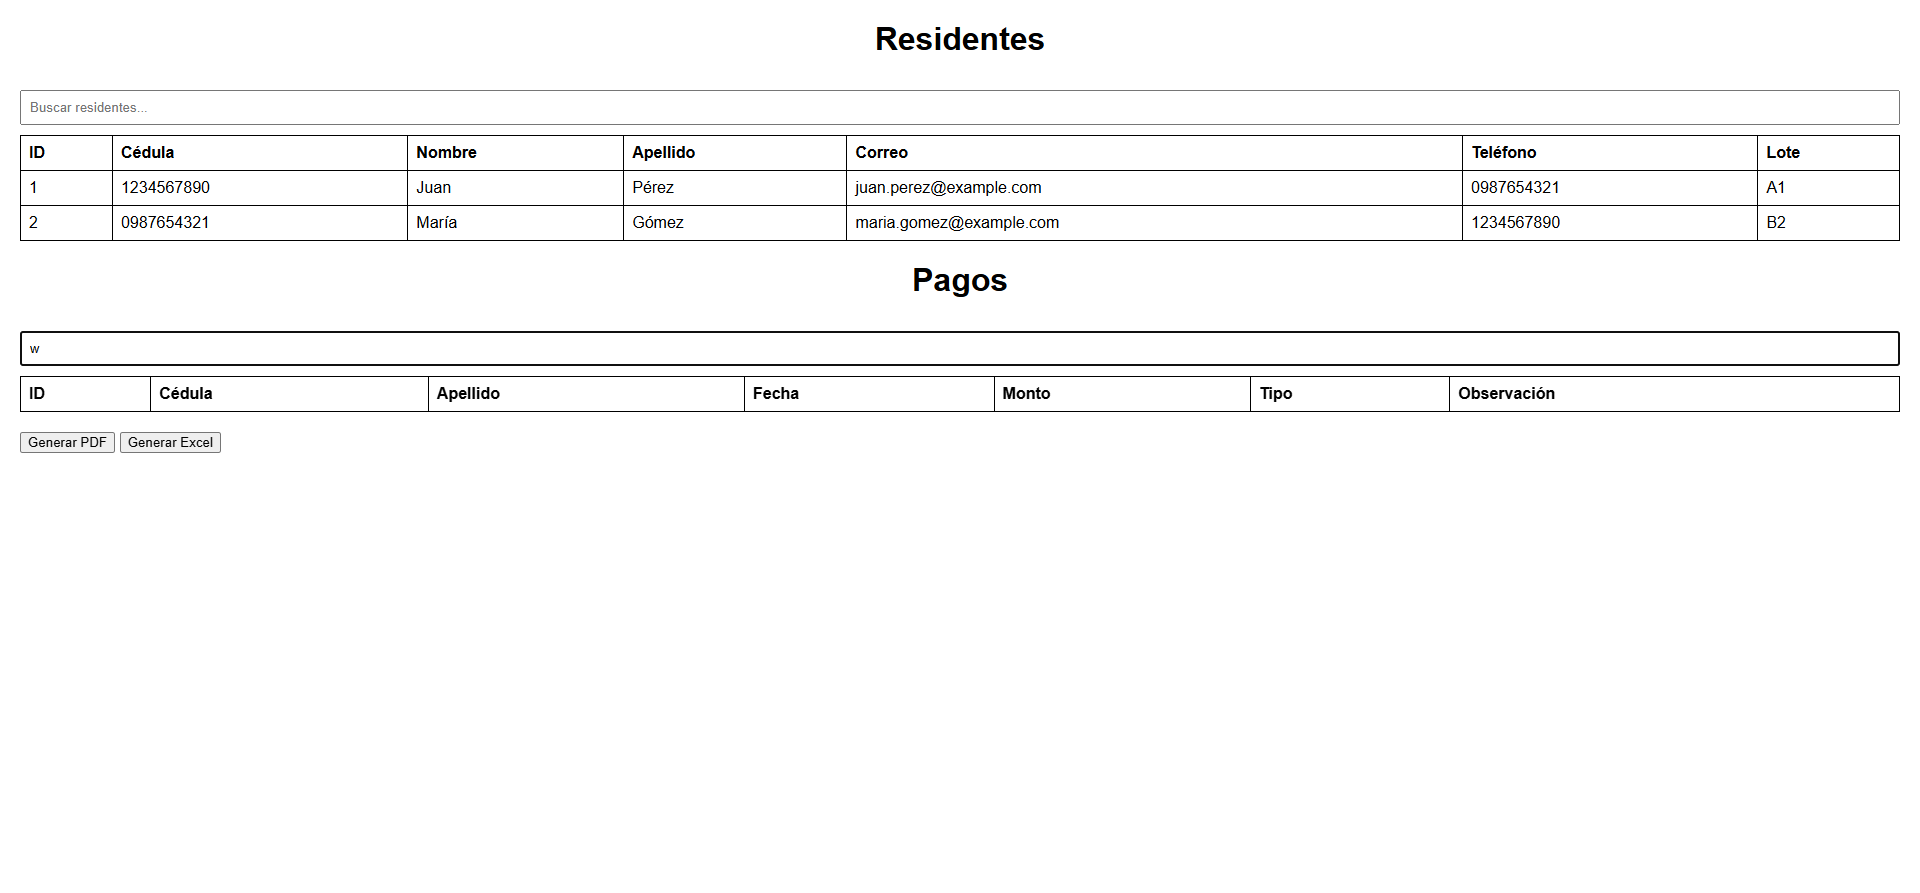 Residentes
Buscar residentes...
ID Cédula Nombre Apellido Correo Teléfono Lote
1 1234567890 Juan Pérez juan.perez@example.com 0987654321 A1
2 0987654321 María Gómez maria.gomez@example.com 1234567890 B2
Pagos
w
ID Cédula Apellido Fecha Monto Tipo Observación
Generar PDF Generar Excel